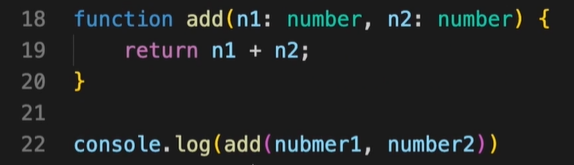 18 function add(n1: number, n2: number) {
19     return n1 + n2;
20 }
21
22 console.log(add(nubmer1, number2))